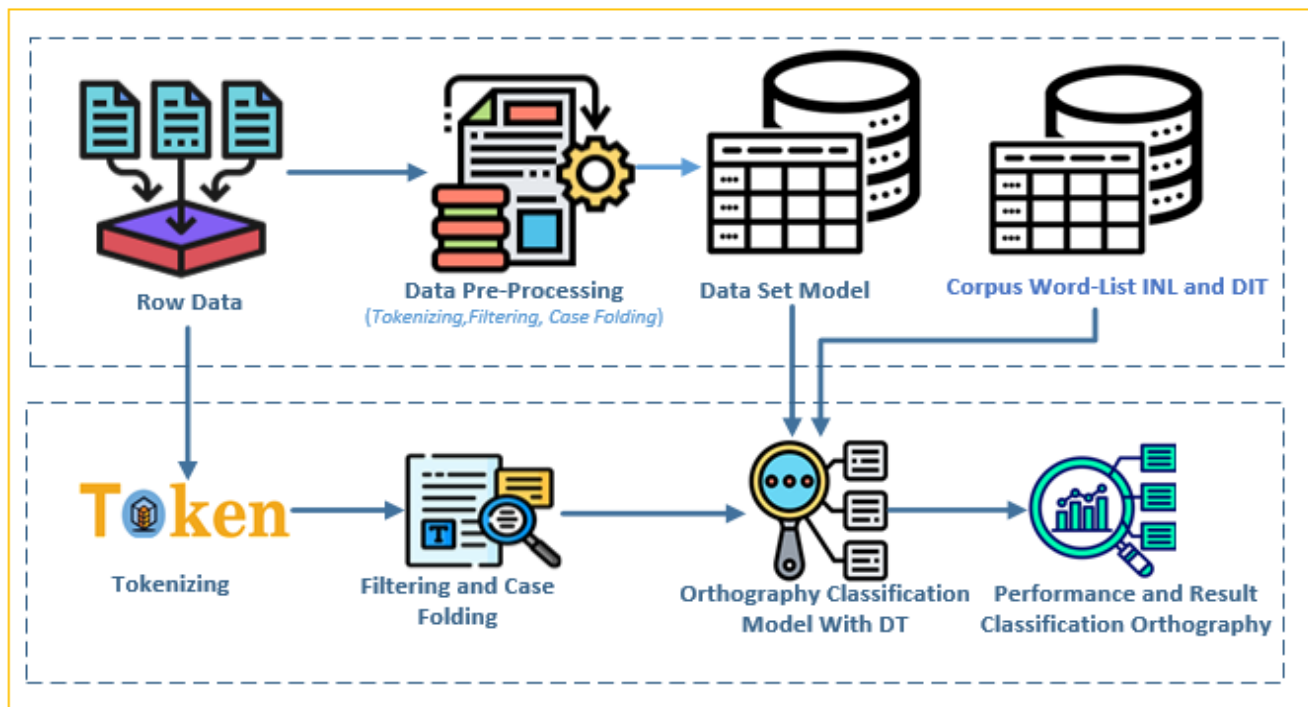 Row Data
Data Pre-Processing
(Tokenizing,Filtering, Case Folding)
Data Set Model
Corpus Word-List INL and DIT
Token
Tokenizing
T
Filtering and Case
Folding
Orthography Classification
Model With DT
Performance and Result
Classification Orthography